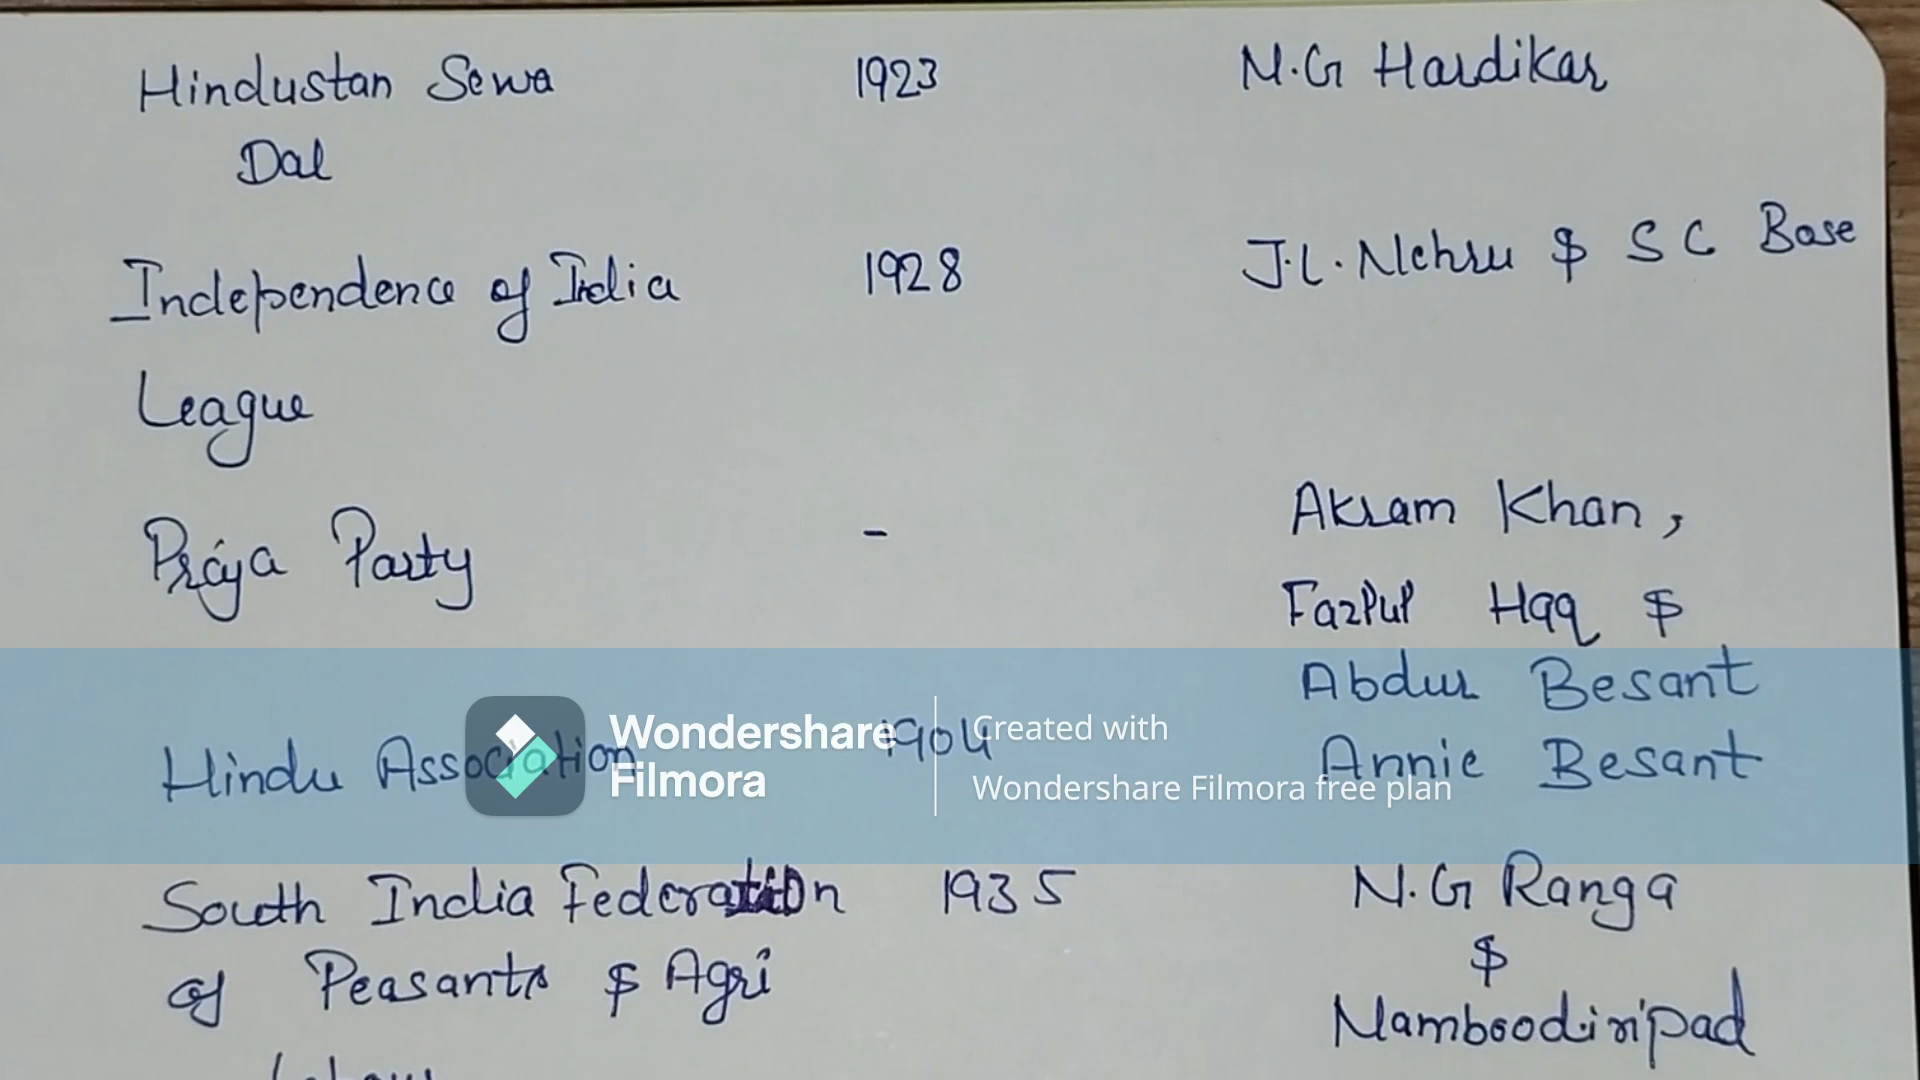 Hindustan Sewa 1923 N.G Hardikar
Dal
Independence of India 1928 J.L. Nehru $ S C Bose
League
Praja Party - Akram Khan,
Fazlul Haq $
Abdur Besant
Hindu Association 1904 Annie Besant
Wondershare Filmora
Created with
Wondershare Filmora free plan
South India Federation 1935 N.G Ranga
of Peasants $ Agri $
Namboodiripad